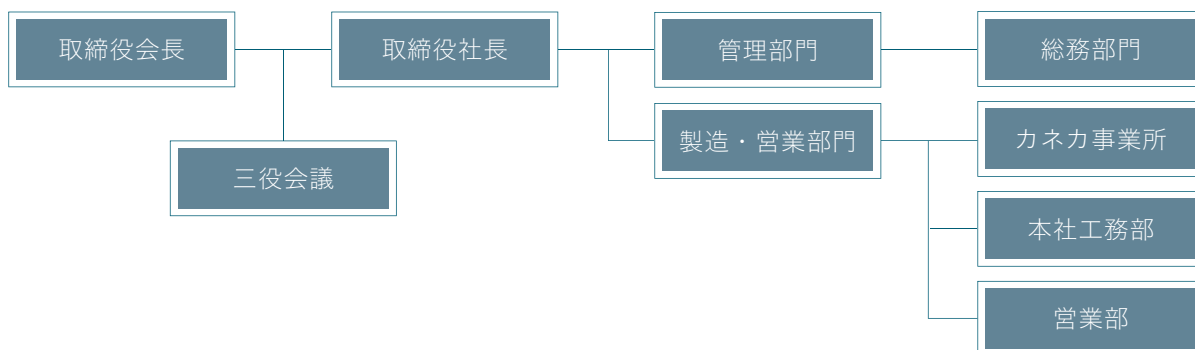 取締役会長
取締役社長
管理部門
総務部門
製造・営業部門
カネカ事業所
三役会議
本社工務部
営業部